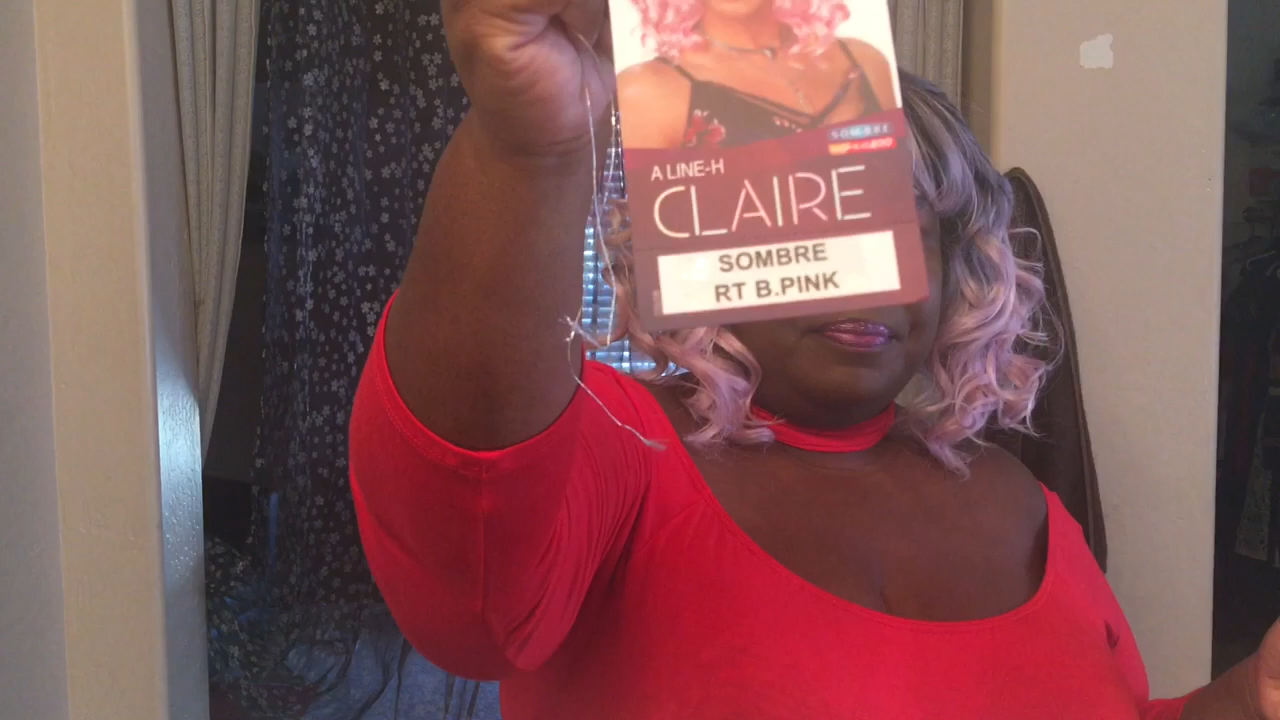 SOMBRE
A LINE-H
CLAIRE
SOMBRE
RT B.PINK